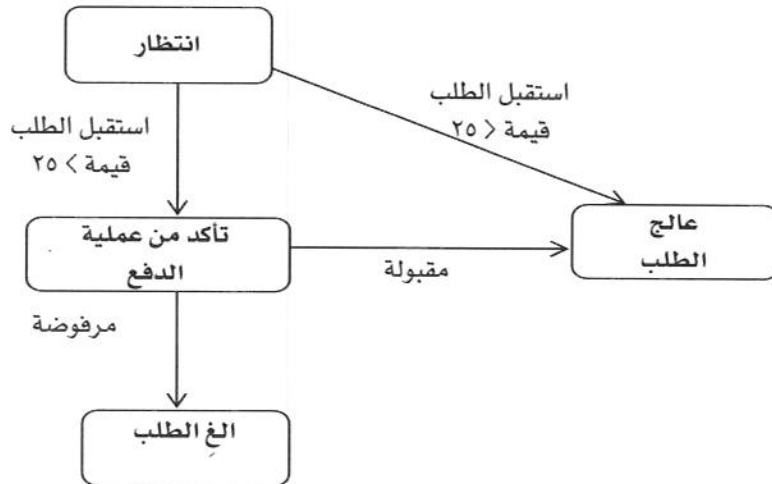 انتظار
استقبل الطلب
قيمة < ٢٥
استقبل الطلب
قيمة > ٢٥
تأكد من عملية
الدفع
عالج
الطلب
مقبولة
مرفوضة
الغِ الطلب